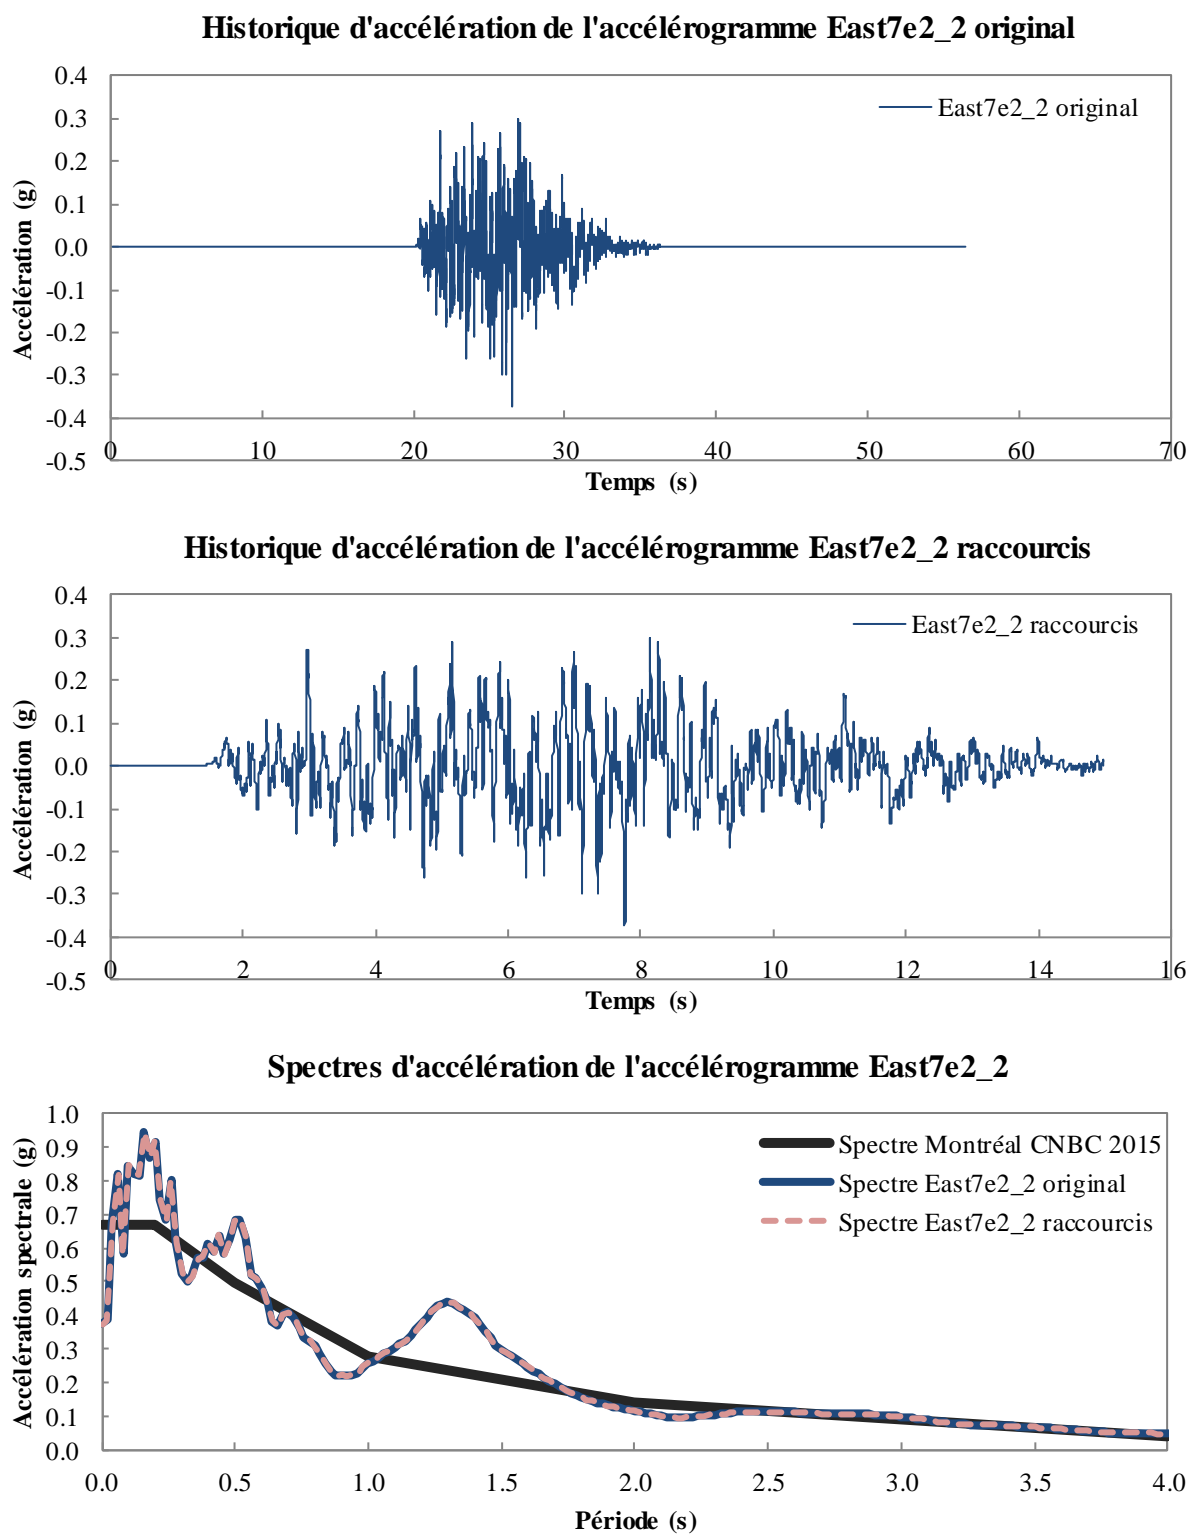 Historique d'accélération de l'accélérogramme East7e2_2 original
0.4
0.3
0.2
0.1
0.0
-0.1
-0.2
-0.3
-0.4
-0.5
Accélération (g)
East7e2_2 original
0 10 20 30 40 50 60 70
Temps (s)
Historique d'accélération de l'accélérogramme East7e2_2 raccourcis
0.4
0.3
0.2
0.1
0.0
-0.1
-0.2
-0.3
-0.4
-0.5
Accélération (g)
East7e2_2 raccourcis
0 2 4 6 8 10 12 14 16
Temps (s)
Spectres d'accélération de l'accélérogramme East7e2_2
1.0
0.9
0.8
0.7
0.6
0.5
0.4
0.3
0.2
0.1
0.0
Accélération spectrale (g)
Spectre Montréal CNBC 2015
Spectre East7e2_2 original
Spectre East7e2_2 raccourcis
0.0 0.5 1.0 1.5 2.0 2.5 3.0 3.5 4.0
Période (s)